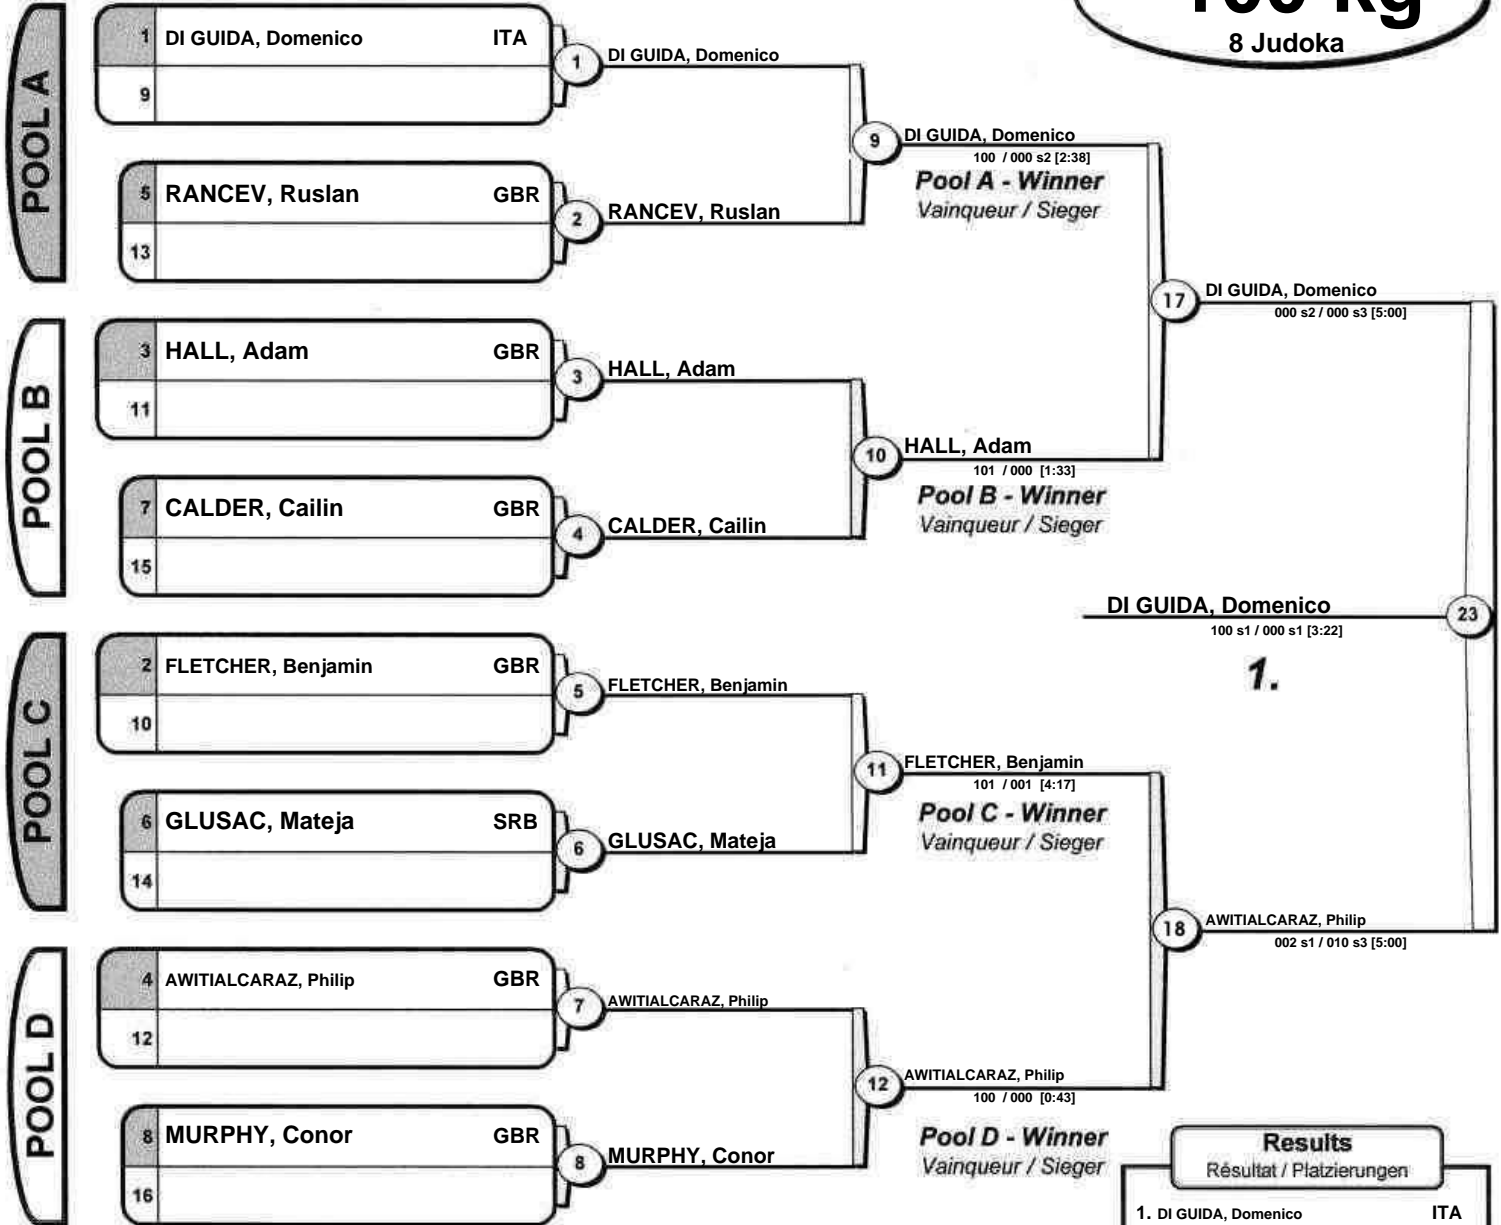 100 kg
8 Judoka
POOL A
1 DI GUIDA, Domenico ITA
9
5 RANCEV, Ruslan GBR
13
1 DI GUIDA, Domenico
2 RANCEV, Ruslan
9 DI GUIDA, Domenico
100 / 000 s2 [2:38]
Pool A - Winner
Vainqueur / Sieger
POOL B
3 HALL, Adam GBR
11
7 CALDER, Cailin GBR
15
3 HALL, Adam
4 CALDER, Cailin
10 HALL, Adam
101 / 000 [1:33]
Pool B - Winner
Vainqueur / Sieger
17 DI GUIDA, Domenico
000 s2 / 000 s3 [5:00]
DI GUIDA, Domenico 23
100 s1 / 000 s1 [3:22]
1.
POOL C
2 FLETCHER, Benjamin GBR
10
6 GLUSAC, Mateja SRB
14
5 FLETCHER, Benjamin
6 GLUSAC, Mateja
11 FLETCHER, Benjamin
101 / 001 [4:17]
Pool C - Winner
Vainqueur / Sieger
POOL D
4 AWITIALCARAZ, Philip GBR
12
8 MURPHY, Conor GBR
16
7 AWITIALCARAZ, Philip
8 MURPHY, Conor
12 AWITIALCARAZ, Philip
100 / 000 [0:43]
Pool D - Winner
Vainqueur / Sieger
18 AWITIALCARAZ, Philip
002 s1 / 010 s3 [5:00]
Results
Résultat / Platzierungen
1. DI GUIDA, Domenico ITA